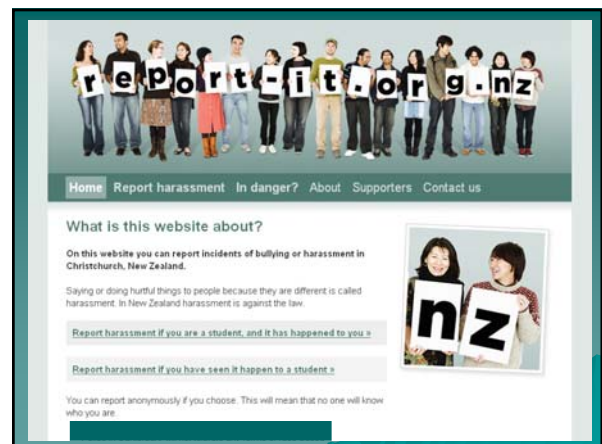 report-it.org.nz
Home Report harassment In danger? About Supporters Contact us
What is this website about?
On this website you can report incidents of bullying or harassment in
Christchurch, New Zealand.
Saying or doing hurtful things to people because they are different is called
harassment. In New Zealand harassment is against the law.
Report harassment if you are a student, and it has happened to you »
Report harassment if you have seen it happen to a student »
You can report anonymously if you choose. This will mean that no one will know
who you are.
nz